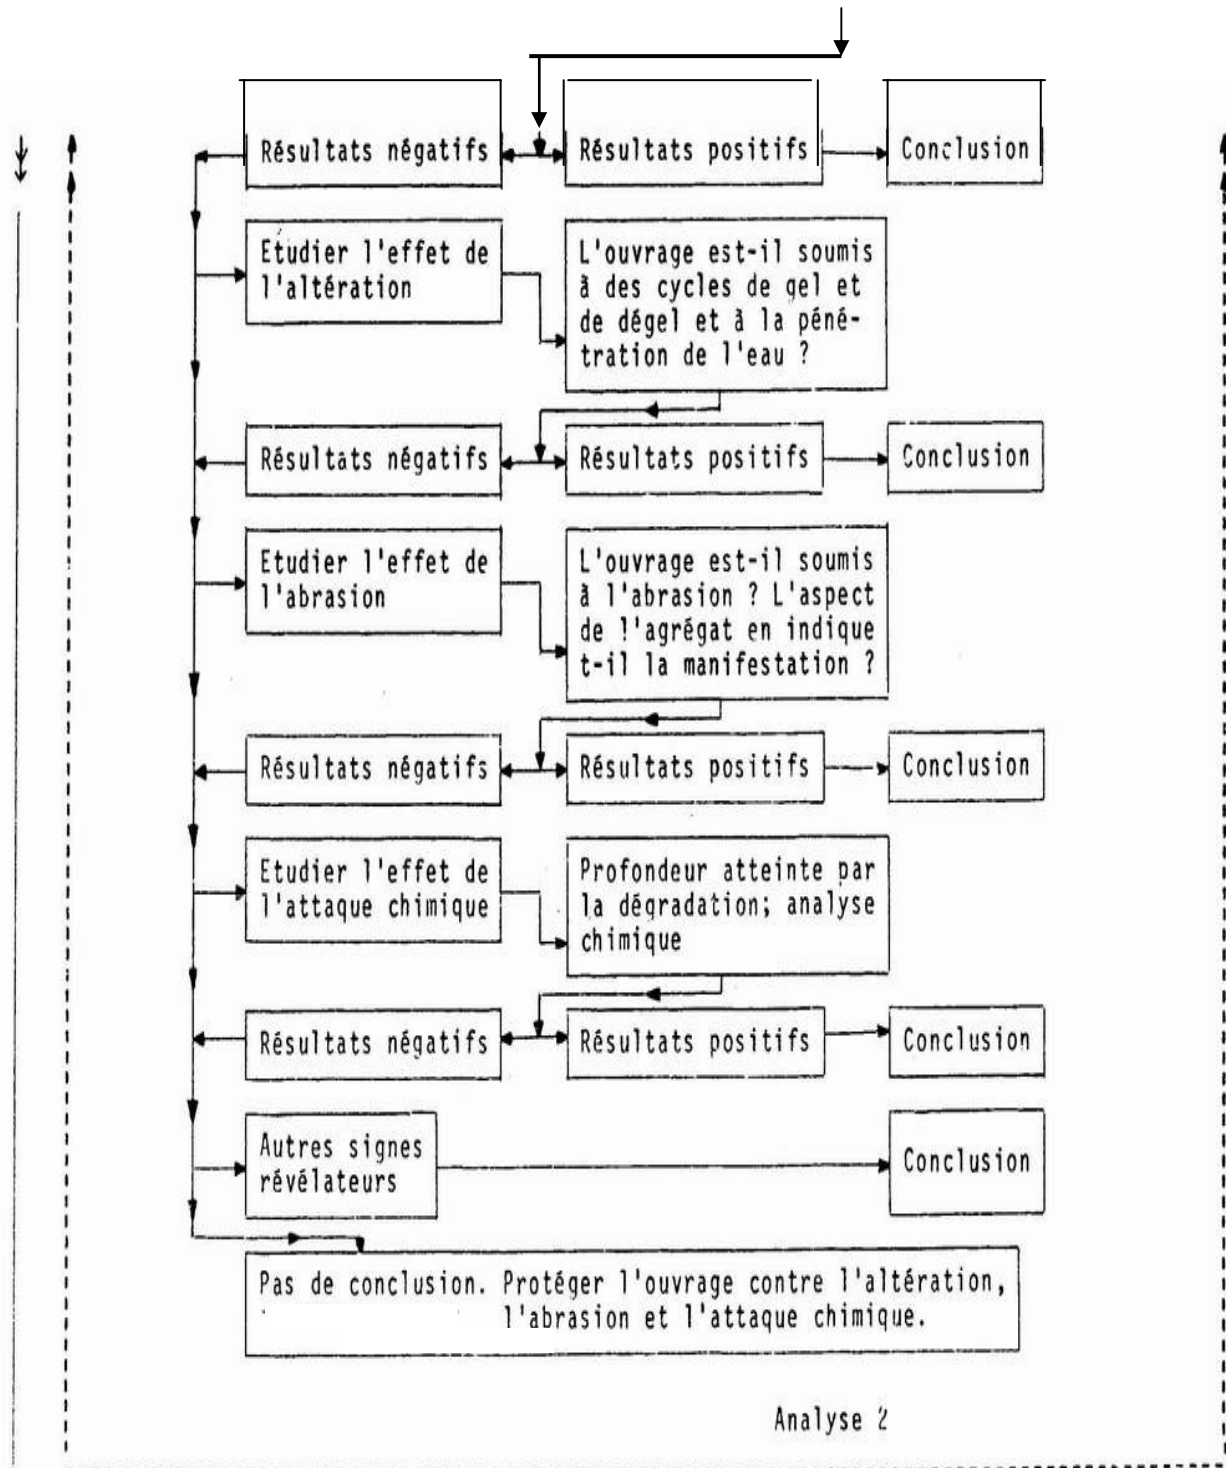 Résultats négatifs
Résultats positifs
Conclusion
Etudier l'effet de
l'altération
L'ouvrage est-il soumis
à des cycles de gel et
de dégel et à la péné-
tration de l'eau ?
Résultats négatifs
Résultats positifs
Conclusion
Etudier l'effet de
l'abrasion
L'ouvrage est-il soumis
à l'abrasion ? L'aspect
de l'agrégat en indique
t-il la manifestation ?
Résultats négatifs
Résultats positifs
Conclusion
Etudier l'effet de
l'attaque chimique
Profondeur atteinte par
la dégradation; analyse
chimique
Résultats négatifs
Résultats positifs
Conclusion
Autres signes
révélateurs
Conclusion
Pas de conclusion. Protéger l'ouvrage contre l'altération,
l'abrasion et l'attaque chimique.
Analyse 2